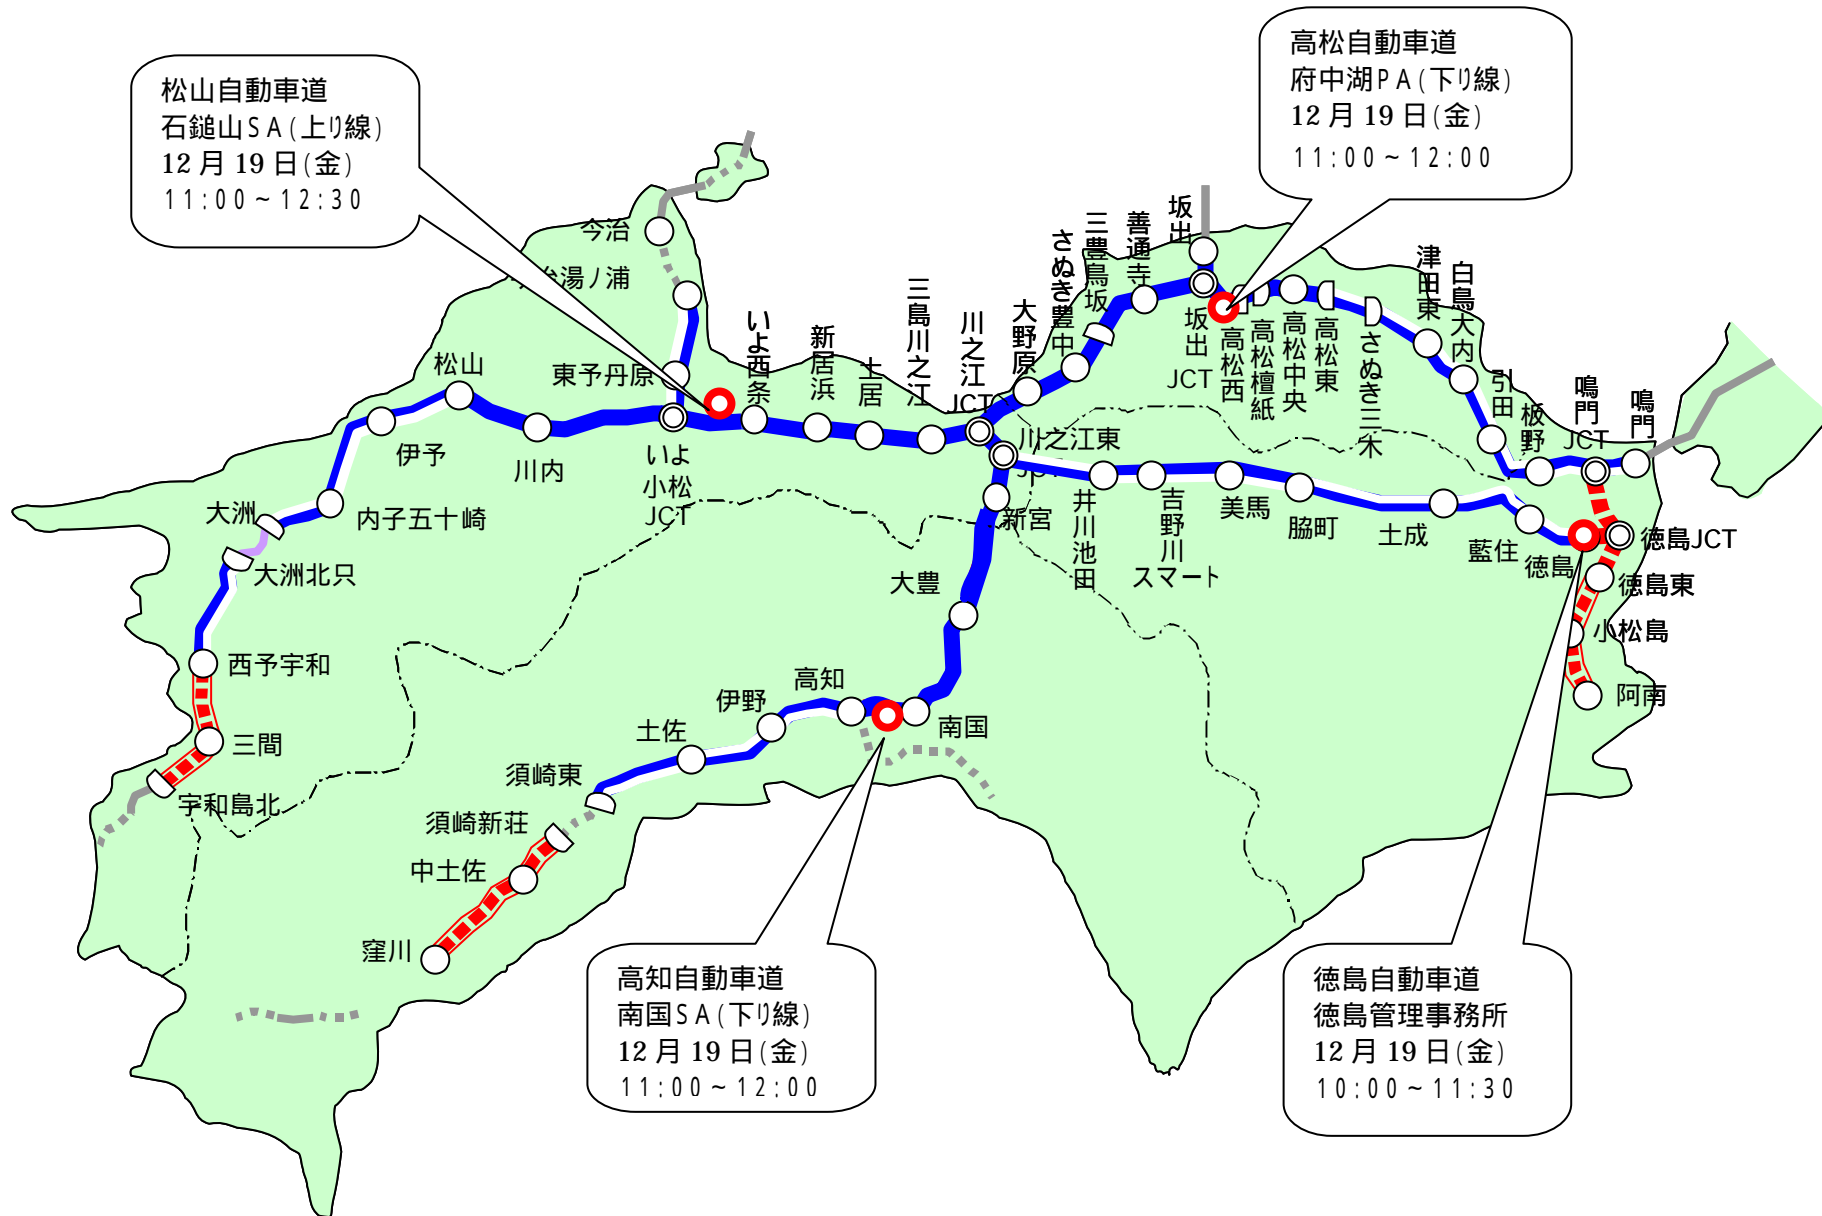 松山自動車道
石鎚山SA(上り線)
12月19日(金)
11:00~12:30
高松自動車道
府中湖PA(下り線)
12月19日(金)
11:00~12:00
今治
湯ノ浦
松山
東予丹原
いよ西条
新居浜
土居
三島川之江
川之江
JCT
大野原
さぬき豊中
三豊鳥坂
善通寺
坂出
坂出
JCT
高松西
高松檀紙
高松中央
高松東
さぬき三木
津田東
白鳥大内
引田
板野
鳴門
JCT
鳴門
伊予
川内
いよ
小松
JCT
大洲
内子五十崎
大洲北只
西予宇和
三間
宇和島北
川之江東
新宮
井川池田
吉野川
スマート
美馬
脇町
土成
藍住
徳島
徳島JCT
徳島東
小松島
阿南
大豊
高知
南国
伊野
土佐
須崎東
須崎新荘
中土佐
窪川
高知自動車道
南国SA(下り線)
12月19日(金)
11:00~12:00
徳島自動車道
徳島管理事務所
12月19日(金)
10:00~11:30